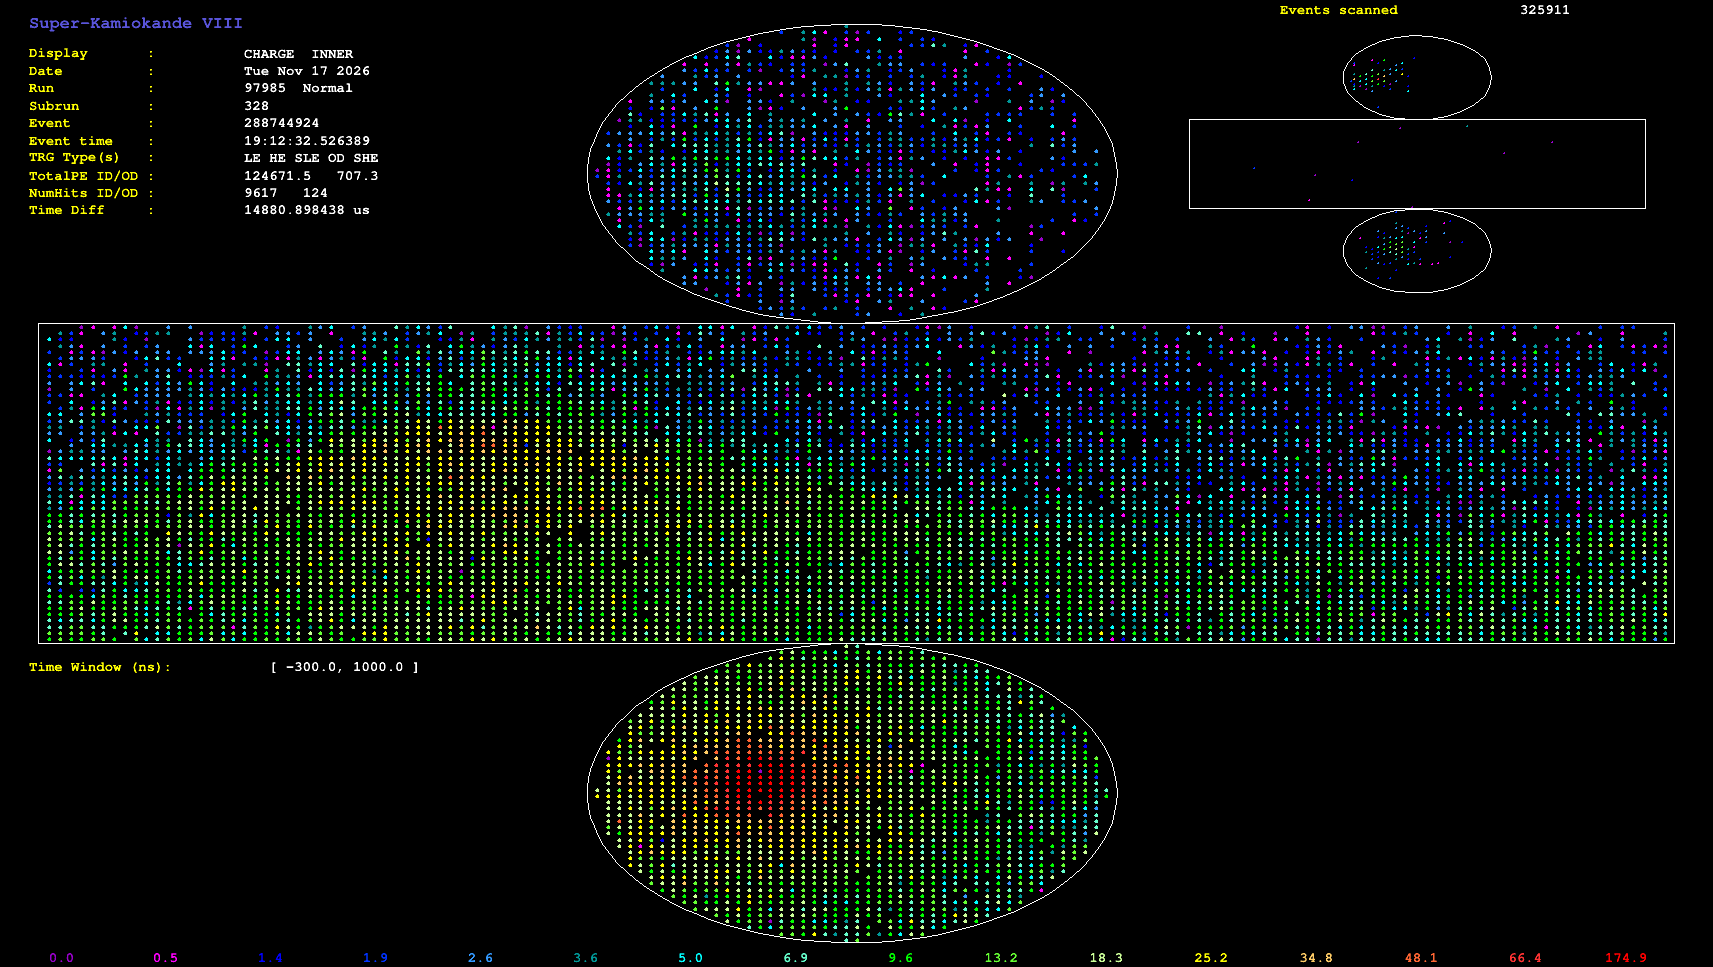 Super-Kamiokande VIII
Events scanned 325911
Display : CHARGE INNER
Date : Tue Nov 17 2026
Run : 97985 Normal
Subrun : 328
Event : 288744924
Event time : 19:12:32.526389
TRG Type(s) : LE HE SLE OD SHE
TotalPE ID/OD : 124671.5 707.3
NumHits ID/OD : 9617 124
Time Diff : 14880.898438 us
Time Window (ns): [ -300.0, 1000.0 ]
0.0 0.5 1.4 1.9 2.6 3.6 5.0 6.9 9.6 13.2 18.3 25.2 34.8 48.1 66.4 174.9